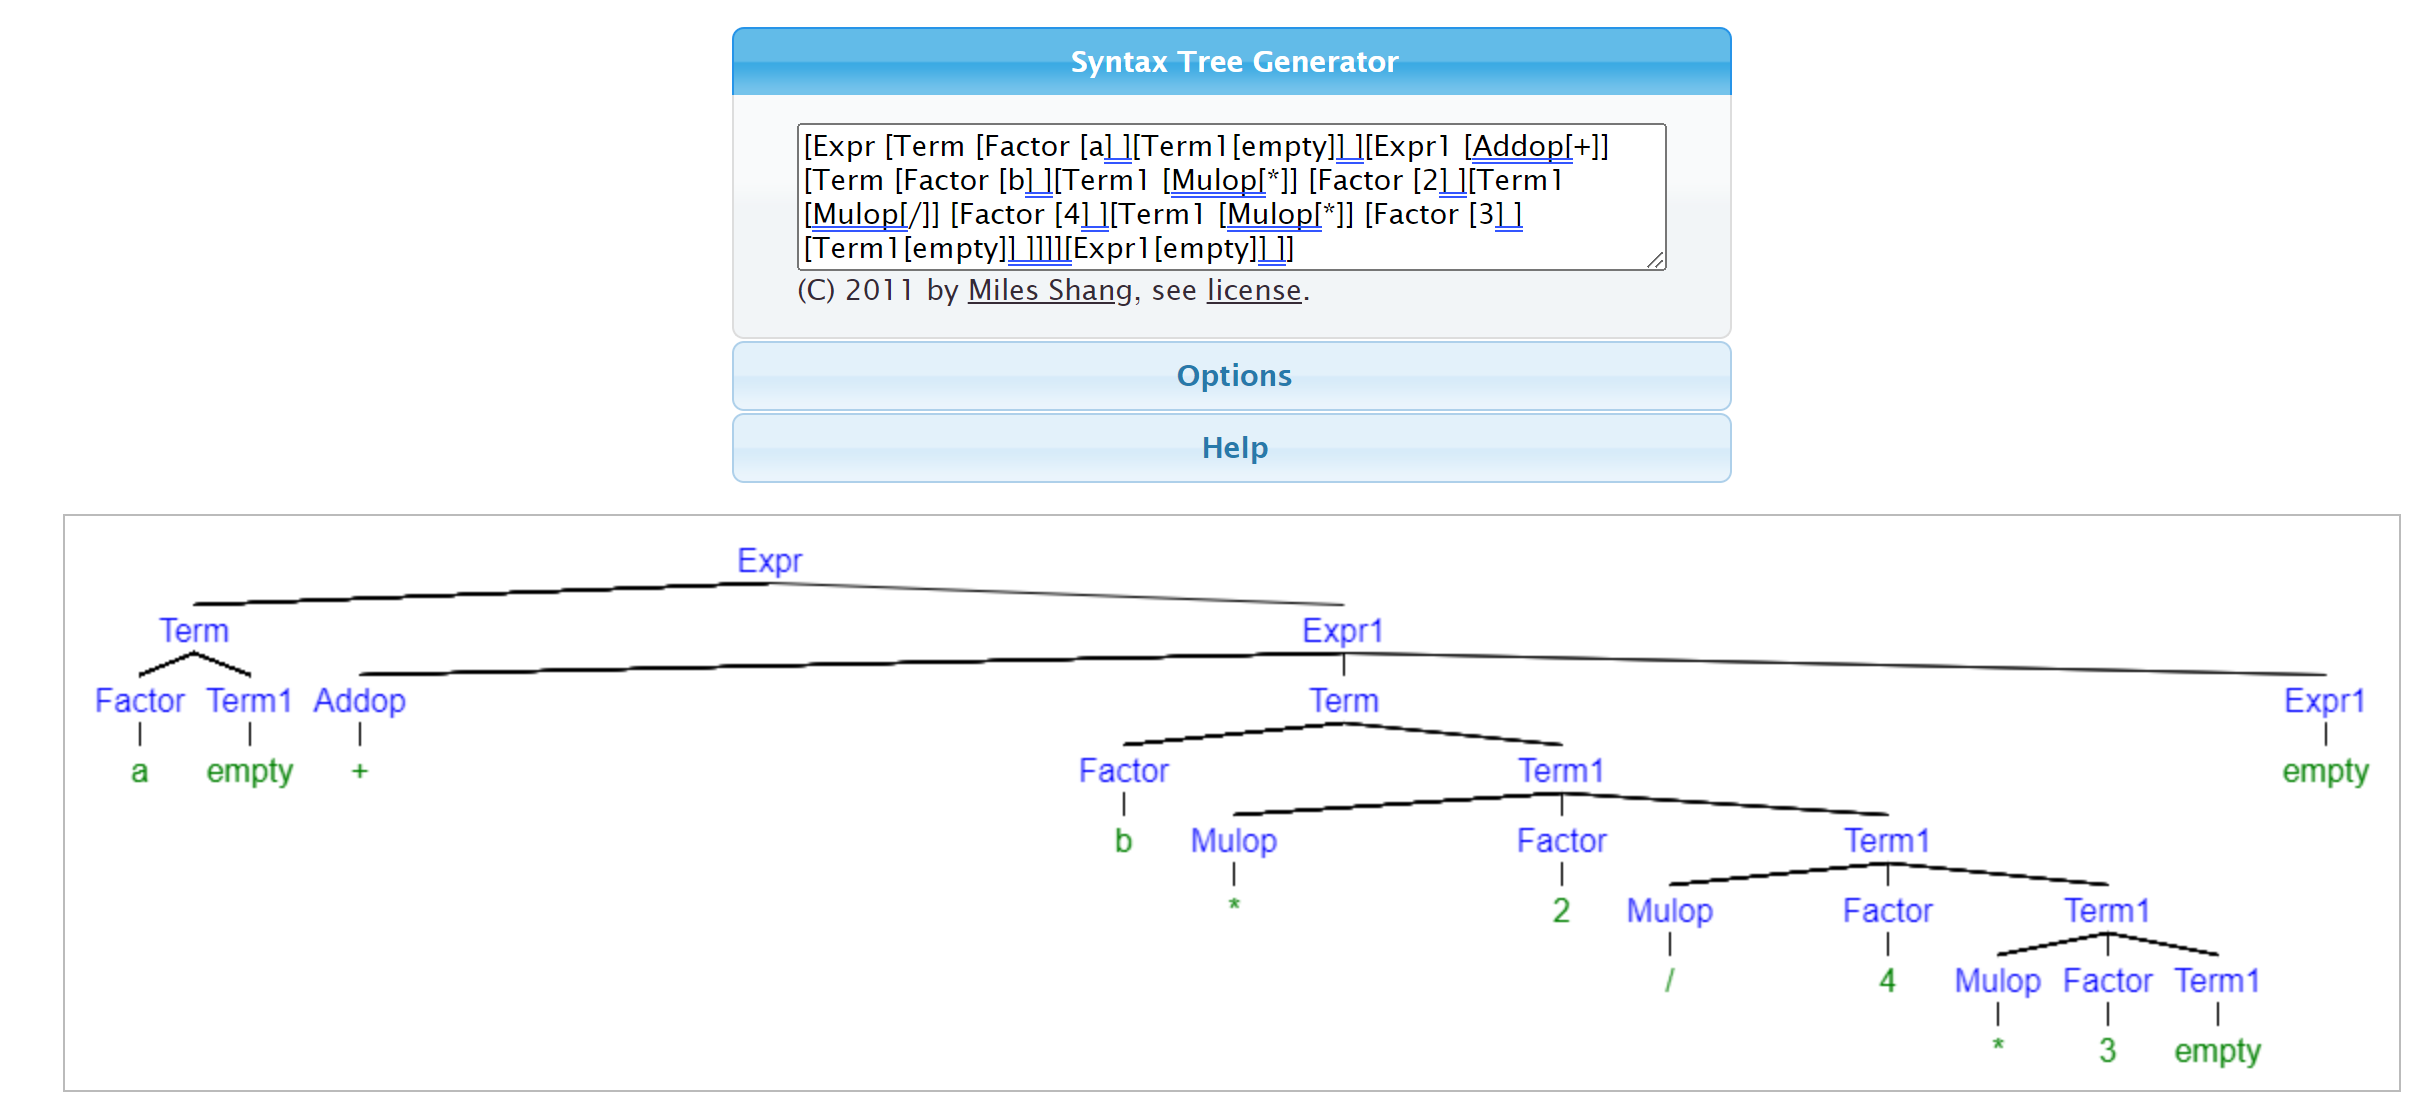 Syntax Tree Generator
[Expr [Term [Factor [a] ][Term1[empty]] ][Expr1 [Addop[+]]
[Term [Factor [b] ][Term1 [Mulop[*]] [Factor [2] ][Term1
[Mulop[/]] [Factor [4] ][Term1 [Mulop[*]] [Factor [3] ]
[Term1[empty]] ]]]][Expr1[empty]] ]]
(C) 2011 by Miles Shang, see license.
Options
Help
Expr
Term Expr1
Factor Term1 Addop Term Expr1
a empty + Factor Term1 empty
b Mulop Factor Term1
* 2 Mulop Factor Term1
/ 4 Mulop Factor Term1
* 3 empty